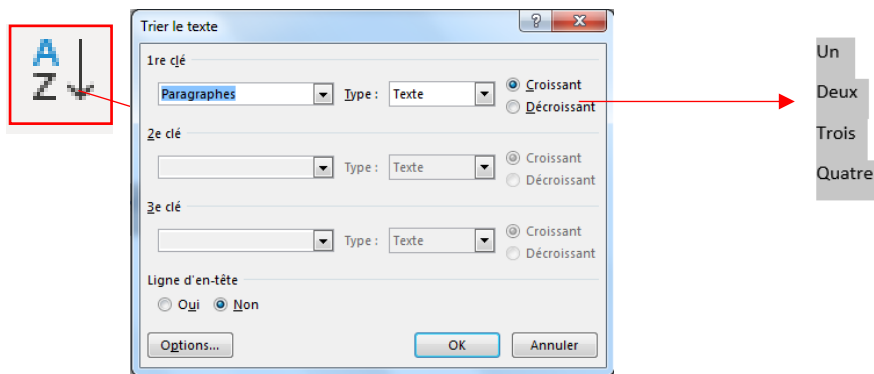 A
Z
Trier le texte
1re clé
Paragraphes Type : Texte Croissant
Décroissant
2e clé
Type : Texte Croissant
Décroissant
3e clé
Type : Texte Croissant
Décroissant
Ligne d'en-tête
Oui Non
Options... OK Annuler
Un
Deux
Trois
Quatre